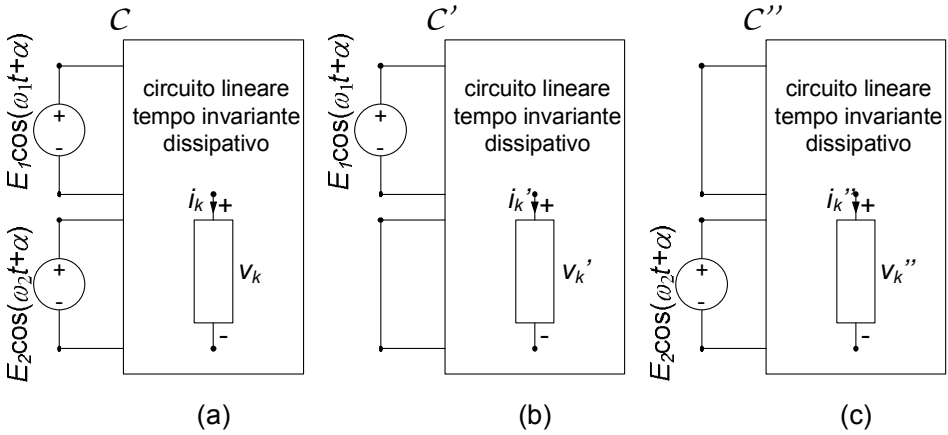 C
E₁cos(ω₁t+α)
+
-
E₂cos(ω₂t+α)
+
-
circuito lineare
tempo invariante
dissipativo
iₖ
+
vₖ
-
(a)
C'
E₁cos(ω₁t+α)
+
-
circuito lineare
tempo invariante
dissipativo
iₖ'
+
vₖ'
-
(b)
C''
E₂cos(ω₂t+α)
+
-
circuito lineare
tempo invariante
dissipativo
iₖ''
+
vₖ''
-
(c)